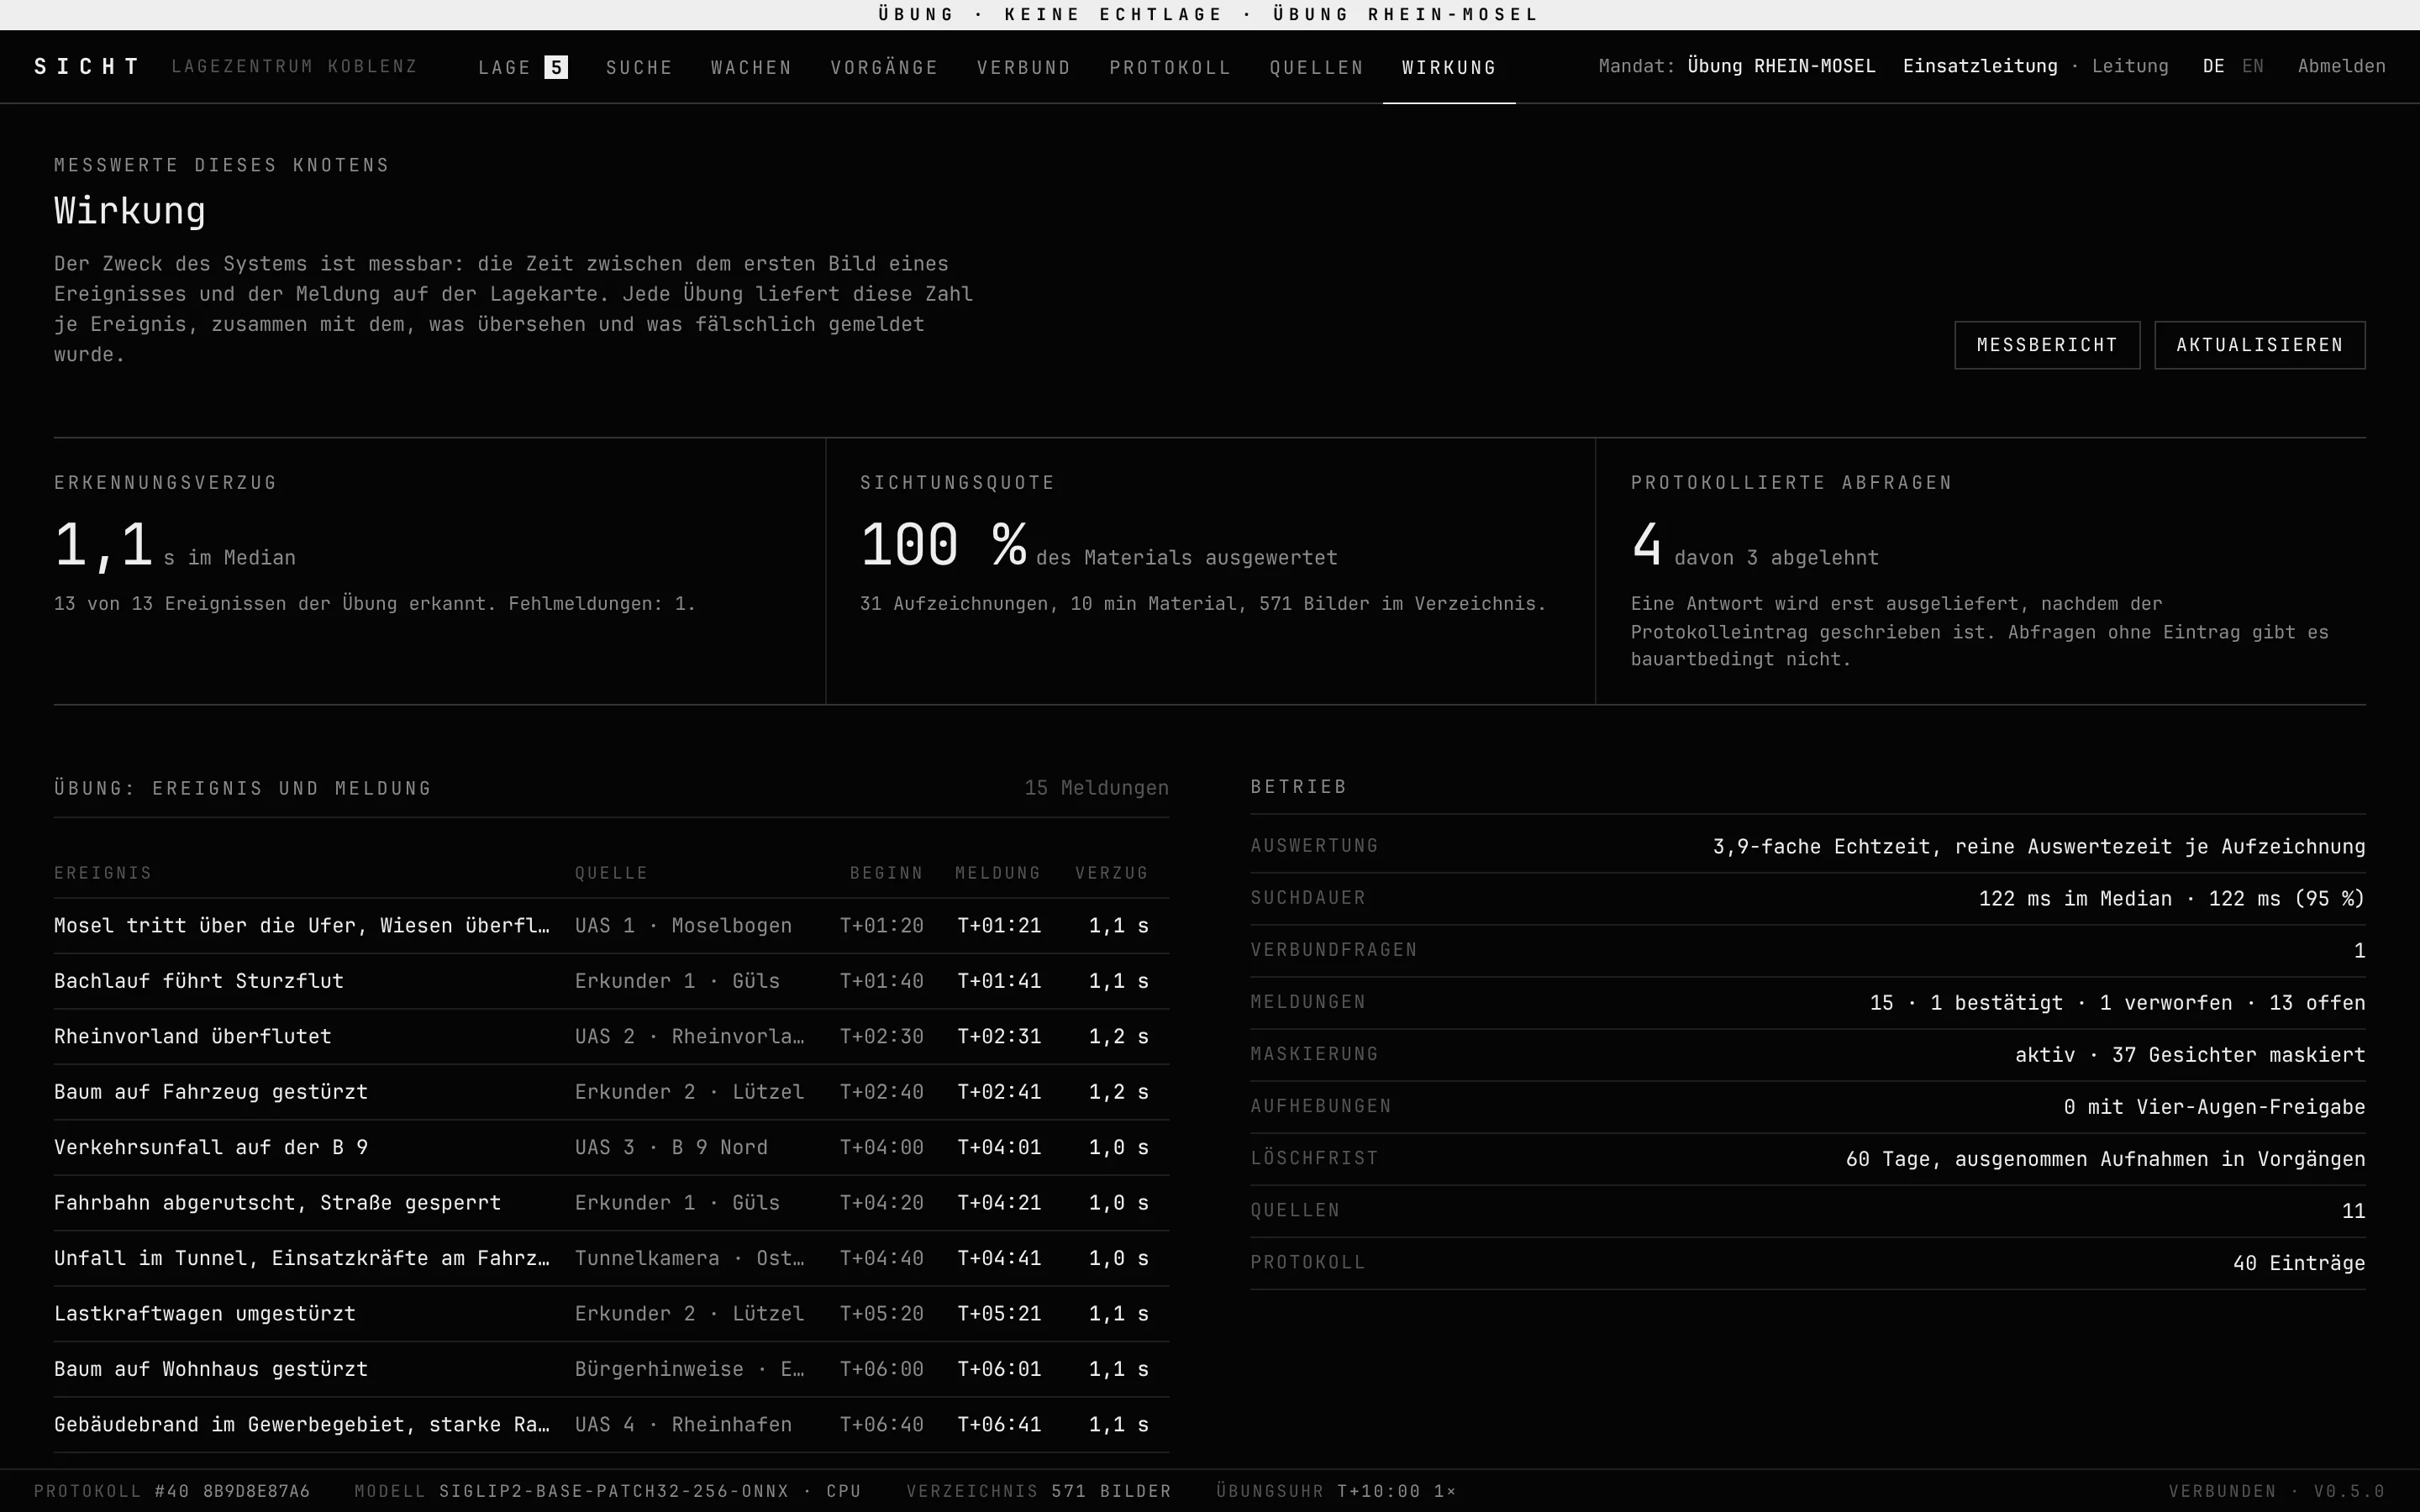 ÜBUNG · KEINE ECHTLAGE · ÜBUNG RHEIN-MOSEL
SICHT LAGEZENTRUM KOBLENZ LAGE 5 SUCHE WACHEN VORGÄNGE VERBUND PROTOKOLL QUELLEN WIRKUNG Mandat: Übung RHEIN-MOSEL Einsatzleitung · Leitung DE EN Abmelden
MESSWERTE DIESES KNOTENS
Wirkung
Der Zweck des Systems ist messbar: die Zeit zwischen dem ersten Bild eines
Ereignisses und der Meldung auf der Lagekarte. Jede Übung liefert diese Zahl
je Ereignis, zusammen mit dem, was übersehen und was fälschlich gemeldet
wurde.
MESSBERICHT AKTUALISIEREN
ERKENNUNGSVERZUG
1,1 s im Median
13 von 13 Ereignissen der Übung erkannt. Fehlmeldungen: 1.
SICHTUNGSQUOTE
100 % des Materials ausgewertet
31 Aufzeichnungen, 10 min Material, 571 Bilder im Verzeichnis.
PROTOKOLLIERTE ABFRAGEN
4 davon 3 abgelehnt
Eine Antwort wird erst ausgeliefert, nachdem der
Protokolleintrag geschrieben ist. Abfragen ohne Eintrag gibt es
bauartbedingt nicht.
ÜBUNG: EREIGNIS UND MELDUNG 15 Meldungen
EREIGNIS QUELLE BEGINN MELDUNG VERZUG
Mosel tritt über die Ufer, Wiesen überfl… UAS 1 · Moselbogen T+01:20 T+01:21 1,1 s
Bachlauf führt Sturzflut Erkunder 1 · Güls T+01:40 T+01:41 1,1 s
Rheinvorland überflutet UAS 2 · Rheinvorla… T+02:30 T+02:31 1,2 s
Baum auf Fahrzeug gestürzt Erkunder 2 · Lützel T+02:40 T+02:41 1,2 s
Verkehrsunfall auf der B 9 UAS 3 · B 9 Nord T+04:00 T+04:01 1,0 s
Fahrbahn abgerutscht, Straße gesperrt Erkunder 1 · Güls T+04:20 T+04:21 1,0 s
Unfall im Tunnel, Einsatzkräfte am Fahrz… Tunnelkamera · Ost… T+04:40 T+04:41 1,0 s
Lastkraftwagen umgestürzt Erkunder 2 · Lützel T+05:20 T+05:21 1,1 s
Baum auf Wohnhaus gestürzt Bürgerhinweise · E… T+06:00 T+06:01 1,1 s
Gebäudebrand im Gewerbegebiet, starke Ra… UAS 4 · Rheinhafen T+06:40 T+06:41 1,1 s
BETRIEB
AUSWERTUNG 3,9-fache Echtzeit, reine Auswertezeit je Aufzeichnung
SUCHDAUER 122 ms im Median · 122 ms (95 %)
VERBUNDFRAGEN 1
MELDUNGEN 15 · 1 bestätigt · 1 verworfen · 13 offen
MASKIERUNG aktiv · 37 Gesichter maskiert
AUFHEBUNGEN 0 mit Vier-Augen-Freigabe
LÖSCHFRIST 60 Tage, ausgenommen Aufnahmen in Vorgängen
QUELLEN 11
PROTOKOLL 40 Einträge
PROTOKOLL #40 8B9D8E87A6 MODELL SIGLIP2-BASE-PATCH32-256-ONNX · CPU VERZEICHNIS 571 BILDER ÜBUNGSUHR T+10:00 1× VERBUNDEN · V0.5.0